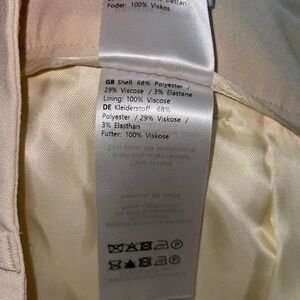 Foder: 100% Viskos
GB Shell: 68% Polyester /
29% Viscose / 3% Elastane
Lining: 100% Viscose
DE Kleiderstoff: 68%
Polyester / 29% Viskose /
3% Elasthan
Futter: 100% Viskose